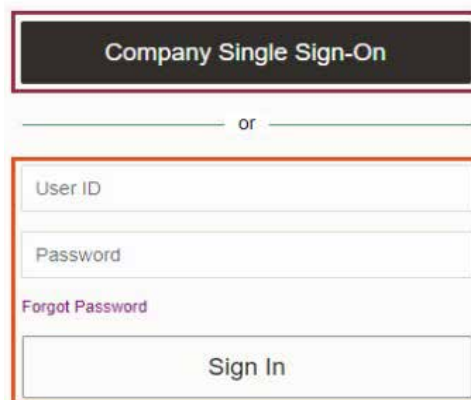 Company Single Sign-On
or
User ID
Password
Forgot Password
Sign In